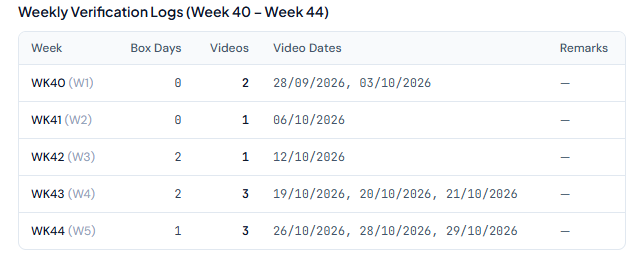 Weekly Verification Logs (Week 40 – Week 44)
Week Box Days Videos Video Dates Remarks
WK40 (W1) 0 2 28/09/2026, 03/10/2026 —
WK41 (W2) 0 1 06/10/2026 —
WK42 (W3) 2 1 12/10/2026 —
WK43 (W4) 2 3 19/10/2026, 20/10/2026, 21/10/2026 —
WK44 (W5) 1 3 26/10/2026, 28/10/2026, 29/10/2026 —